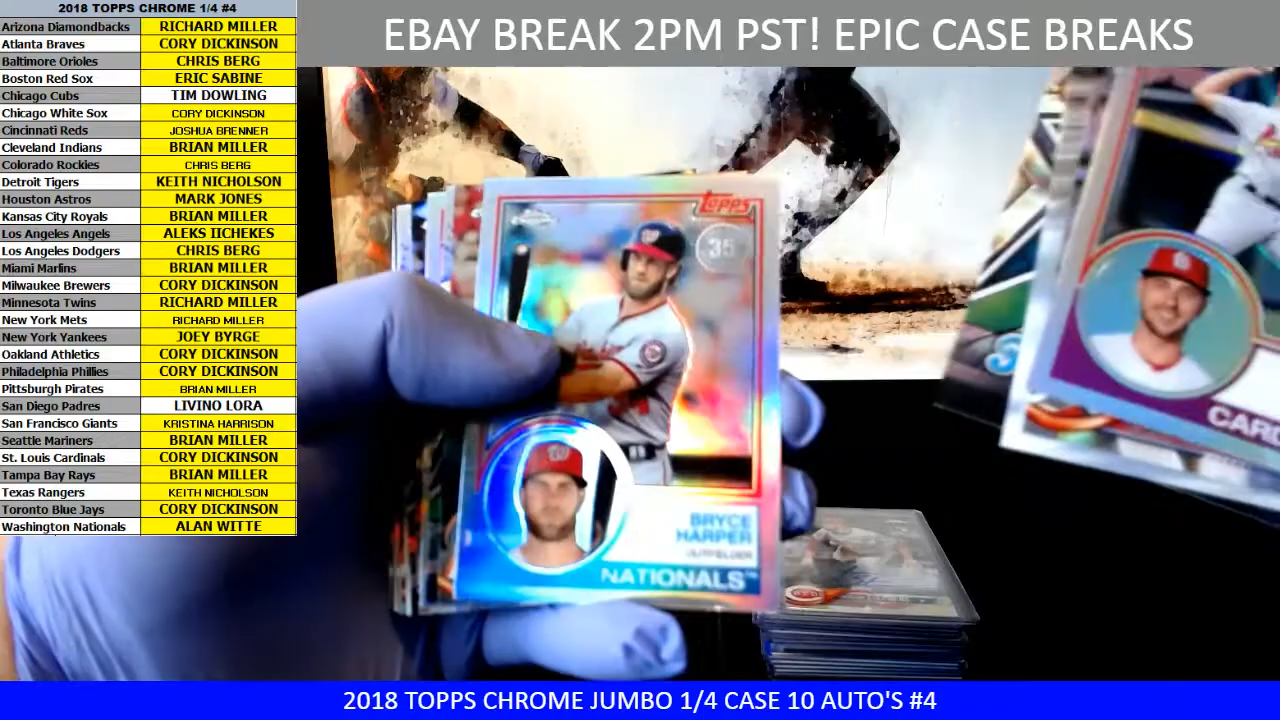 2018 TOPPS CHROME 1/4 #4
Arizona Diamondbacks RICHARD MILLER
Atlanta Braves CORY DICKINSON
Baltimore Orioles CHRIS BERG
Boston Red Sox ERIC SABINE
Chicago Cubs TIM DOWLING
Chicago White Sox CORY DICKINSON
Cincinnati Reds JOSHUA BRENNER
Cleveland Indians BRIAN MILLER
Colorado Rockies CHRIS BERG
Detroit Tigers KEITH NICHOLSON
Houston Astros MARK JONES
Kansas City Royals BRIAN MILLER
Los Angeles Angels ALEKS IICHEKES
Los Angeles Dodgers CHRIS BERG
Miami Marlins BRIAN MILLER
Milwaukee Brewers CORY DICKINSON
Minnesota Twins RICHARD MILLER
New York Mets RICHARD MILLER
New York Yankees JOEY BYRGE
Oakland Athletics CORY DICKINSON
Philadelphia Phillies CORY DICKINSON
Pittsburgh Pirates BRIAN MILLER
San Diego Padres LIVINO LORA
San Francisco Giants KRISTINA HARRISON
Seattle Mariners BRIAN MILLER
St. Louis Cardinals CORY DICKINSON
Tampa Bay Rays BRIAN MILLER
Texas Rangers KEITH NICHOLSON
Toronto Blue Jays CORY DICKINSON
Washington Nationals ALAN WITTE
EBAY BREAK 2PM PST! EPIC CASE BREAKS
Topps
35
BRYCE
HARPER
OUTFIELDER
NATIONALS™
CARD
2018 TOPPS CHROME JUMBO 1/4 CASE 10 AUTO'S #4